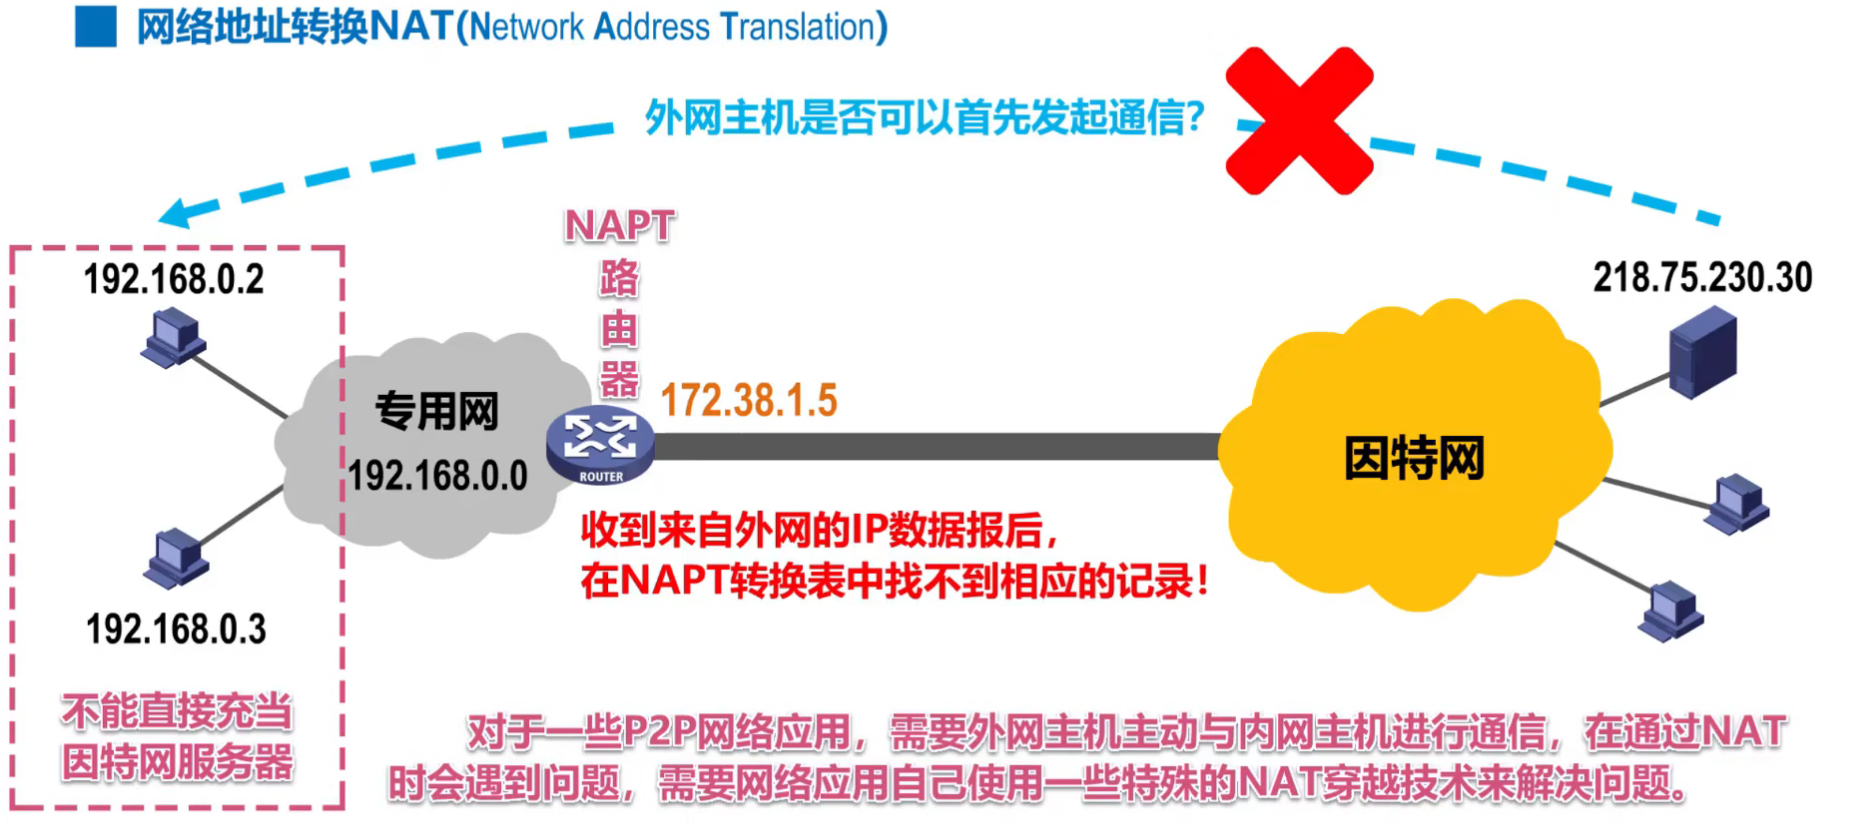 网络地址转换NAT(Network Address Translation)
外网主机是否可以首先发起通信?
NAPT
路
由
器
192.168.0.2
218.75.230.30
172.38.1.5
专用网
192.168.0.0
ROUTER
因特网
收到来自外网的IP数据报后，
在NAPT转换表中找不到相应的记录！
192.168.0.3
不能直接充当
因特网服务器
对于一些P2P网络应用，需要外网主机主动与内网主机进行通信，在通过NAT
时会遇到问题，需要网络应用自己使用一些特殊的NAT穿越技术来解决问题。